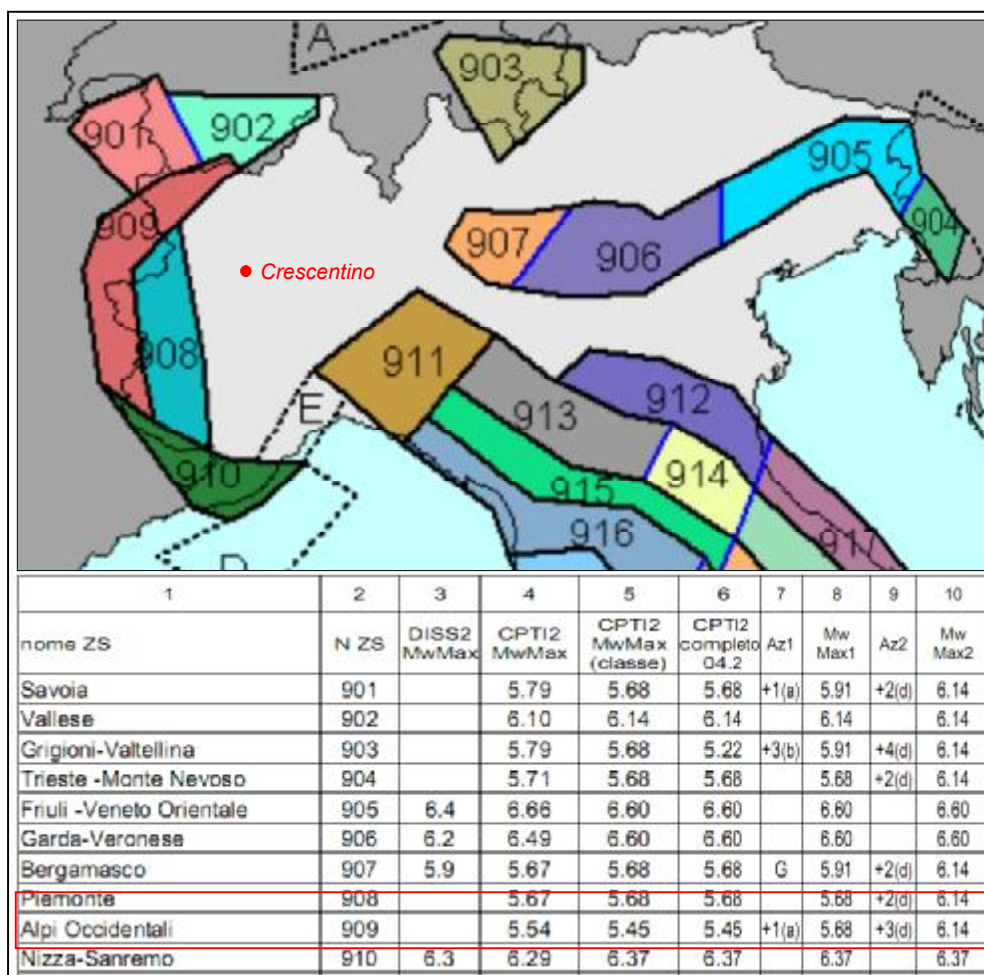 A
903
901
902
905
909
904
907
906
Crescentino
908
911
E
912
913
914
910
915
917
916
D
1 2 3 4 5 6 7 8 9 10
nome ZS N ZS DISS2 MwMax CPTI2 MwMax CPTI2 MwMax (classe) CPTI2 completo 04.2 Az1 Mw Max1 Az2 Mw Max2
Savoia 901 5.79 5.68 5.68 +1(a) 5.91 +2(d) 6.14
Vallese 902 6.10 6.14 6.14 6.14 6.14
Grigioni-Valtellina 903 5.79 5.68 5.22 +3(b) 5.91 +4(d) 6.14
Trieste -Monte Nevoso 904 5.71 5.68 5.68 5.68 +2(d) 6.14
Friuli -Veneto Orientale 905 6.4 6.66 6.60 6.60 6.60 6.60
Garda-Veronese 906 6.2 6.49 6.60 6.60 6.60 6.60
Bergamasco 907 5.9 5.67 5.68 5.68 G 5.91 +2(d) 6.14
Piemonte 908 5.67 5.68 5.68 5.68 +2(d) 6.14
Alpi Occidentali 909 5.54 5.45 5.45 +1(a) 5.68 +3(d) 6.14
Nizza-Sanremo 910 6.3 6.29 6.37 6.37 6.37 6.37